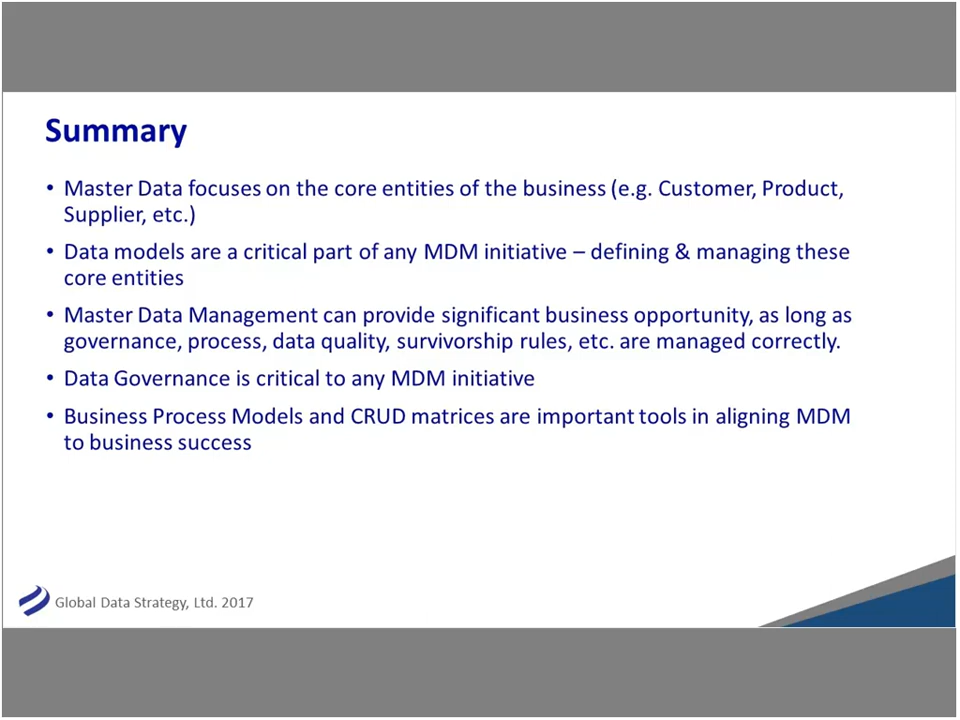 Summary
• Master Data focuses on the core entities of the business (e.g. Customer, Product,
Supplier, etc.)
• Data models are a critical part of any MDM initiative – defining & managing these
core entities
• Master Data Management can provide significant business opportunity, as long as
governance, process, data quality, survivorship rules, etc. are managed correctly.
• Data Governance is critical to any MDM initiative
• Business Process Models and CRUD matrices are important tools in aligning MDM
to business success
Global Data Strategy, Ltd. 2017